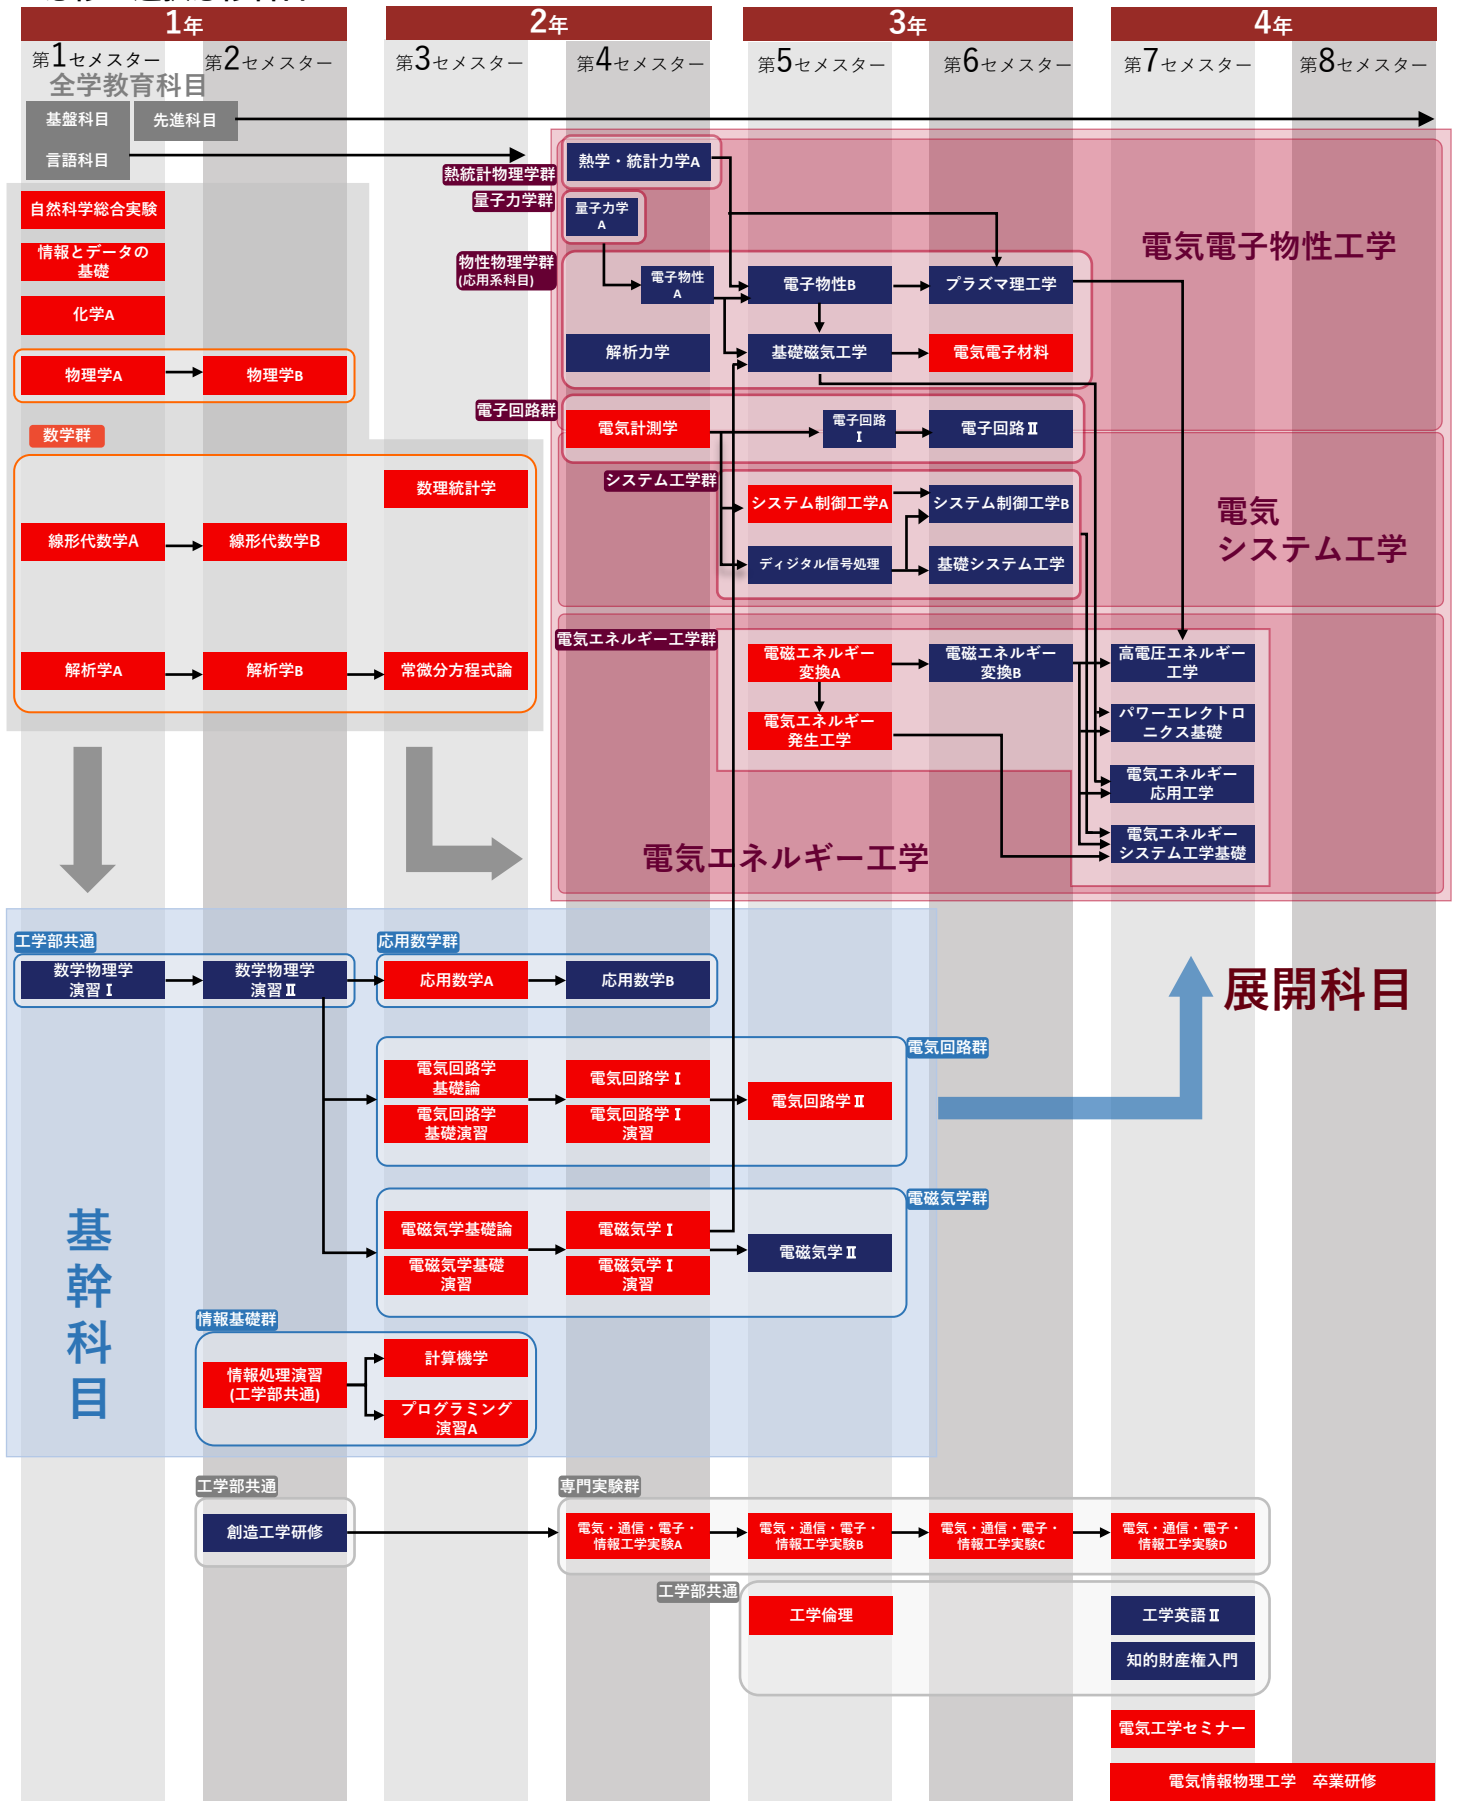 1年
2年
3年
4年
第1セメスター
第2セメスター
第3セメスター
第4セメスター
第5セメスター
第6セメスター
第7セメスター
第8セメスター
全学教育科目
基盤科目
先進科目
言語科目
自然科学総合実験
情報とデータの
基礎
化学A
物理学A
物理学B
数学群
数理統計学
線形代数学A
線形代数学B
解析学A
解析学B
常微分方程式論
熱統計物理学群
熱学・統計力学A
量子力学群
量子力学
A
電気電子物性工学
物性物理学群
(応用系科目)
電子物性
A
電子物性B
プラズマ理工学
解析力学
基礎磁気工学
電気電子材料
電子回路群
電気計測学
電子回路
Ⅰ
電子回路Ⅱ
システム工学群
システム制御工学A
システム制御工学B
ディジタル信号処理
基礎システム工学
電気
システム工学
電気エネルギー工学群
電磁エネルギー
変換A
電磁エネルギー
変換B
高電圧エネルギー
工学
電気エネルギー
発生工学
パワーエレクトロ
ニクス基礎
電気エネルギー
応用工学
電気エネルギー
システム工学基礎
電気エネルギー工学
工学部共通
数学物理学
演習Ⅰ
数学物理学
演習Ⅱ
応用数学群
応用数学A
応用数学B
展開科目
電気回路群
電気回路学
基礎論
電気回路学Ⅰ
電気回路学
基礎演習
電気回路学Ⅰ
演習
電気回路学Ⅱ
電磁気学群
電磁気学基礎論
電磁気学Ⅰ
電磁気学基礎
演習
電磁気学Ⅰ
演習
電磁気学Ⅱ
基
幹
科
目
情報基礎群
情報処理演習
(工学部共通)
計算機学
プログラミング
演習A
工学部共通
創造工学研修
専門実験群
電気・通信・電子・
情報工学実験A
電気・通信・電子・
情報工学実験B
電気・通信・電子・
情報工学実験C
電気・通信・電子・
情報工学実験D
工学部共通
工学倫理
工学英語Ⅱ
知的財産権入門
電気工学セミナー
電気情報物理工学　卒業研修